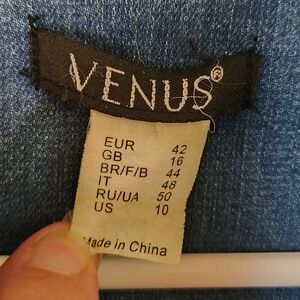 VENUS®
EUR 42
GB 16
BR/F/B 44
IT 48
RU/UA 50
US 10
Made in China